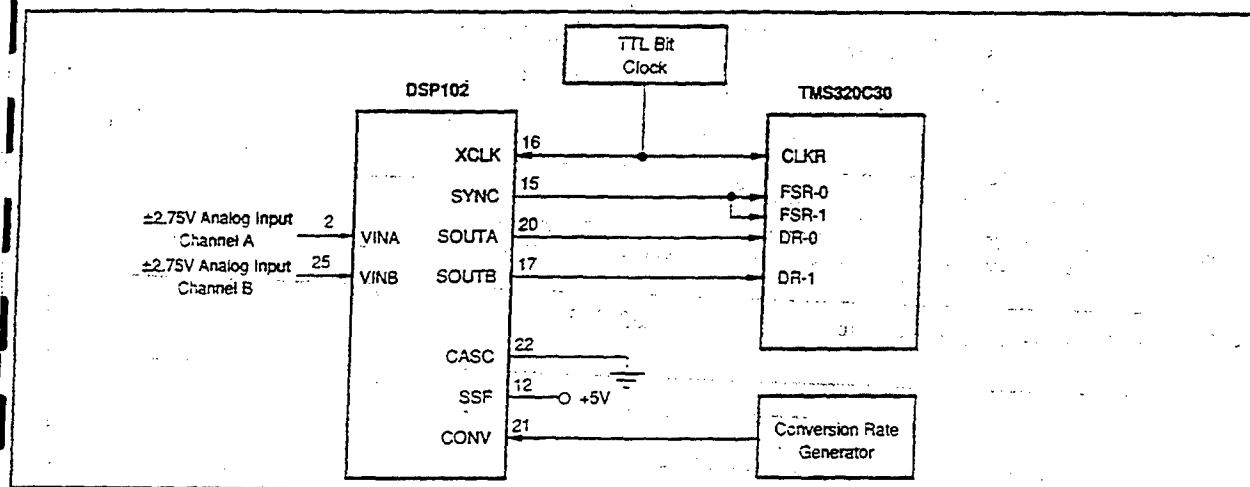 TTL Bit
Clock
DSP102
TMS320C30
XCLK 16
CLKR
SYNC 15
FSR-0
FSR-1
±2.75V Analog Input
Channel A
2
VINA
SOUTA 20
DR-0
±2.75V Analog Input
Channel B
25
VINB
SOUTB 17
DR-1
CASC 22
SSF 12
+5V
CONV 21
Conversion Rate
Generator